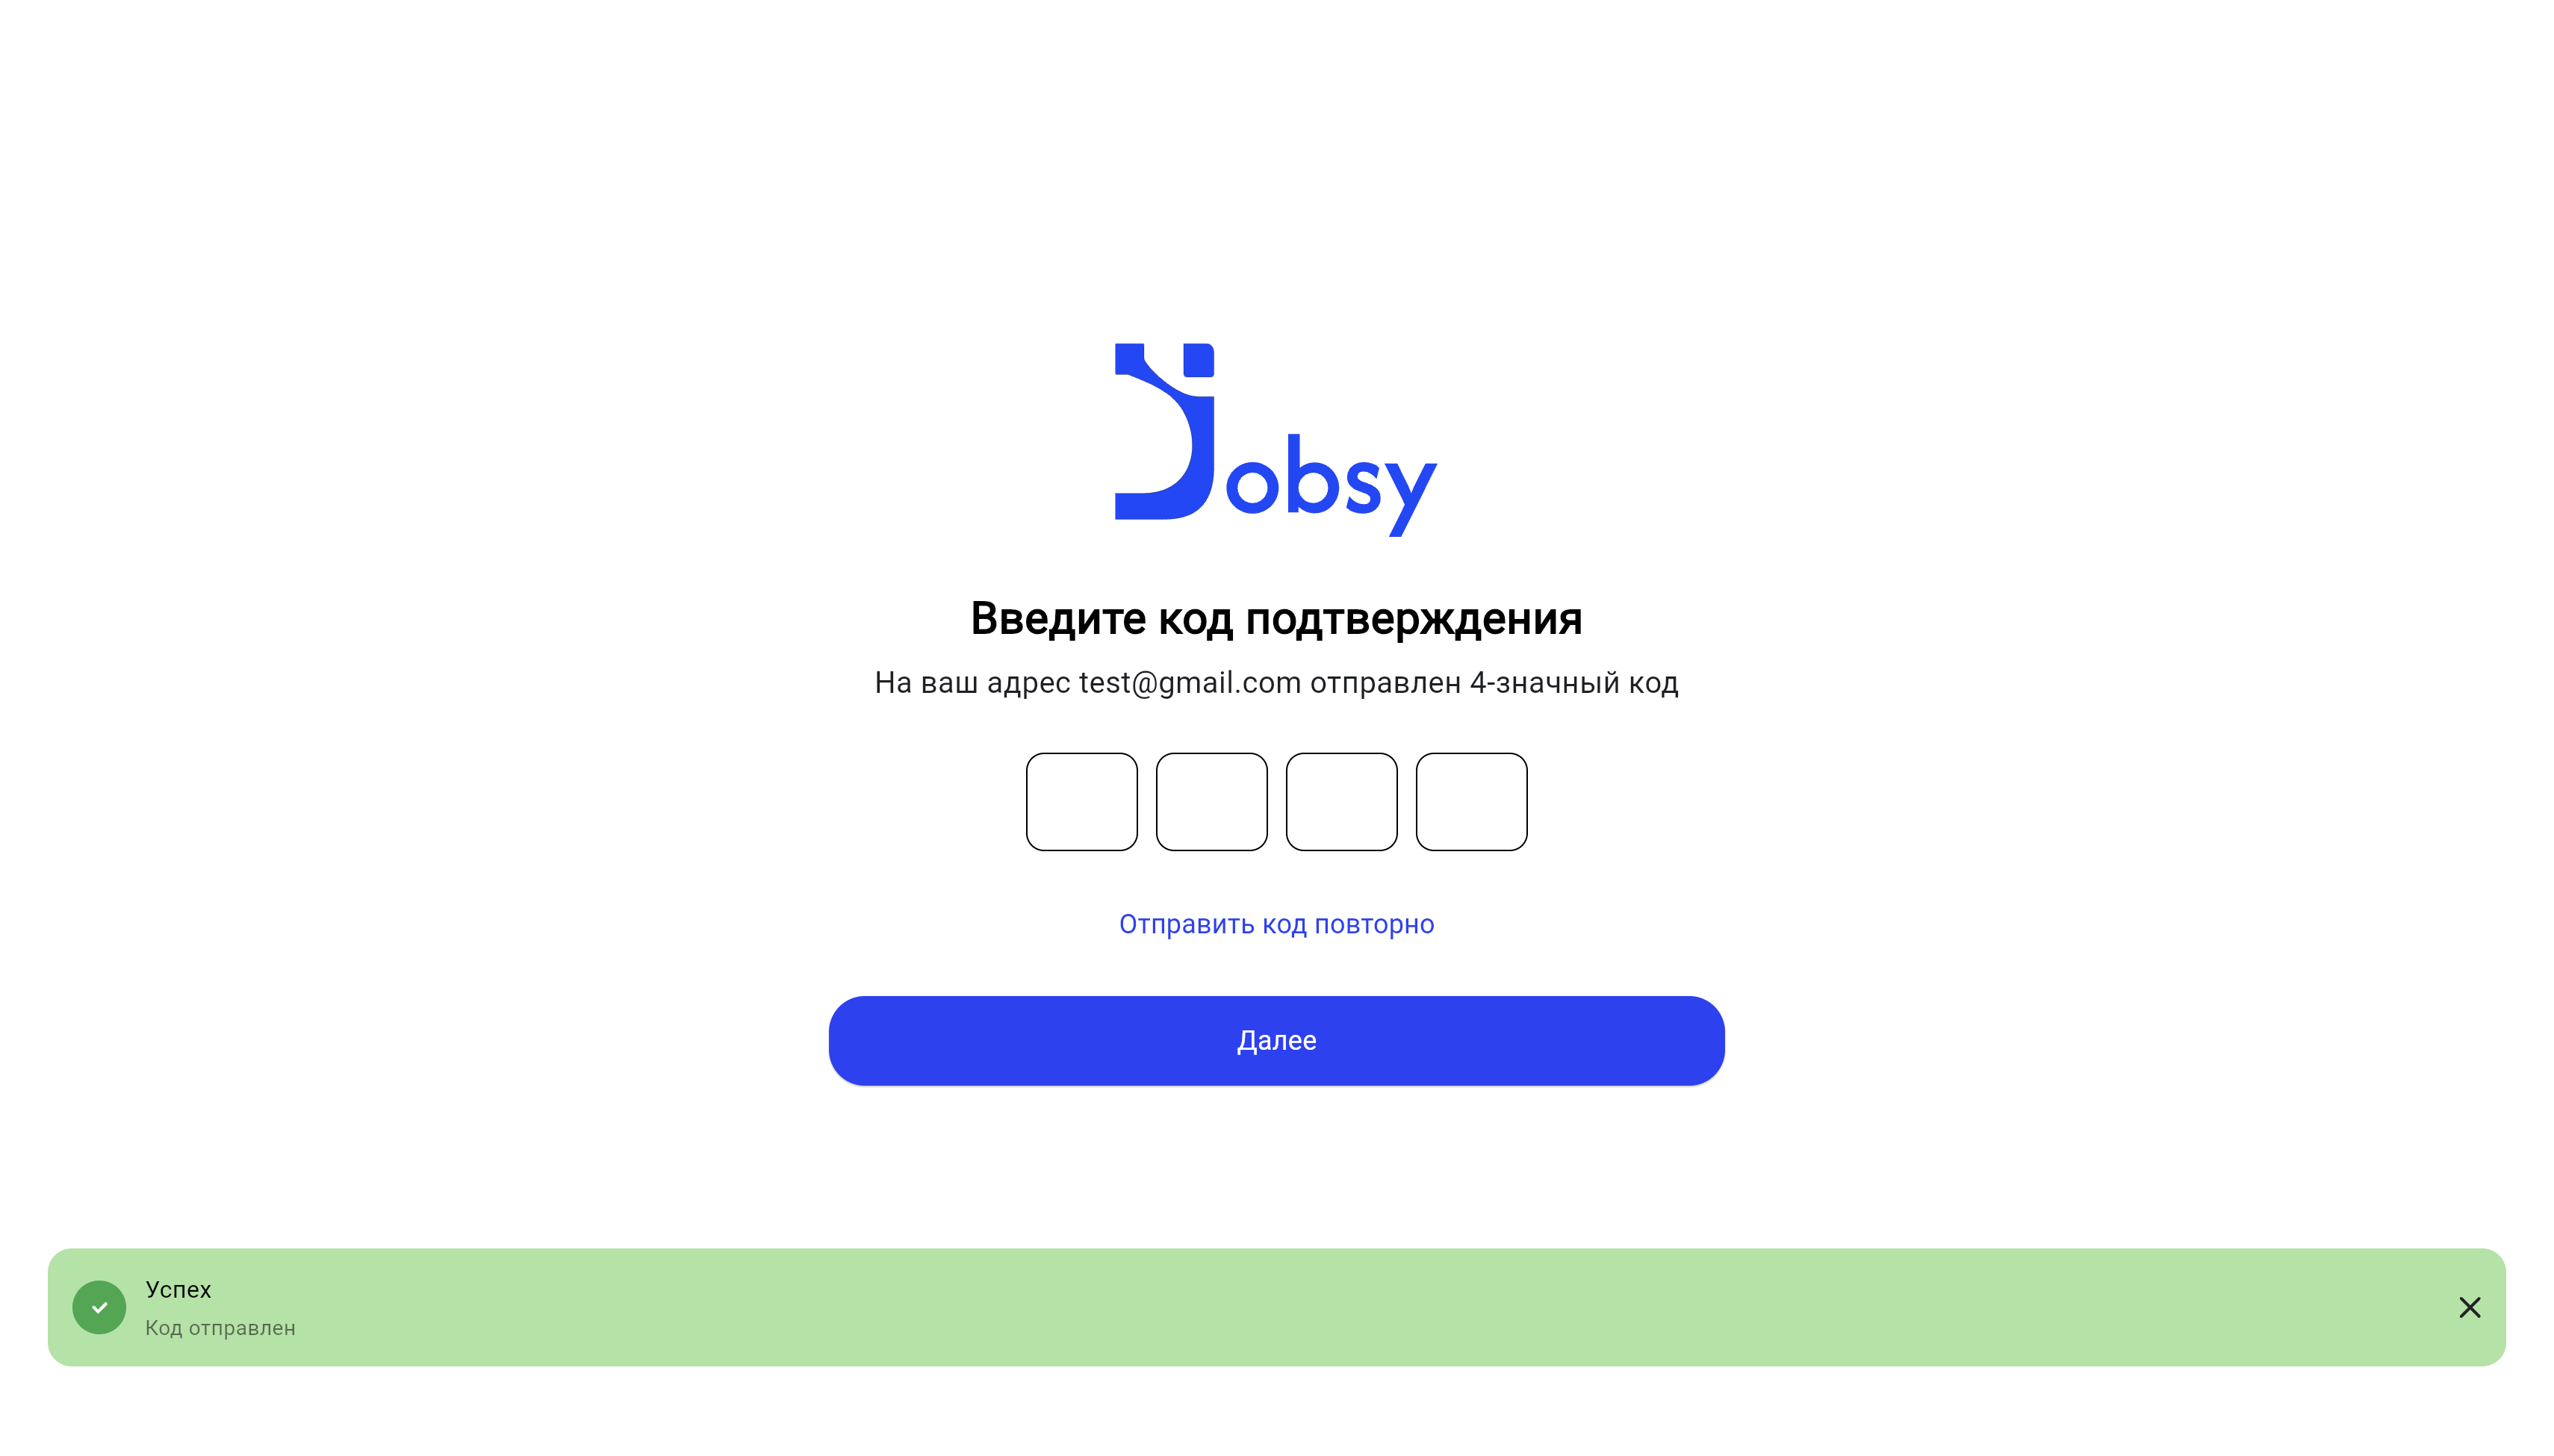 Jobsy
Введите код подтверждения
На ваш адрес test@gmail.com отправлен 4-значный код
Отправить код повторно
Далее
Успех
Код отправлен